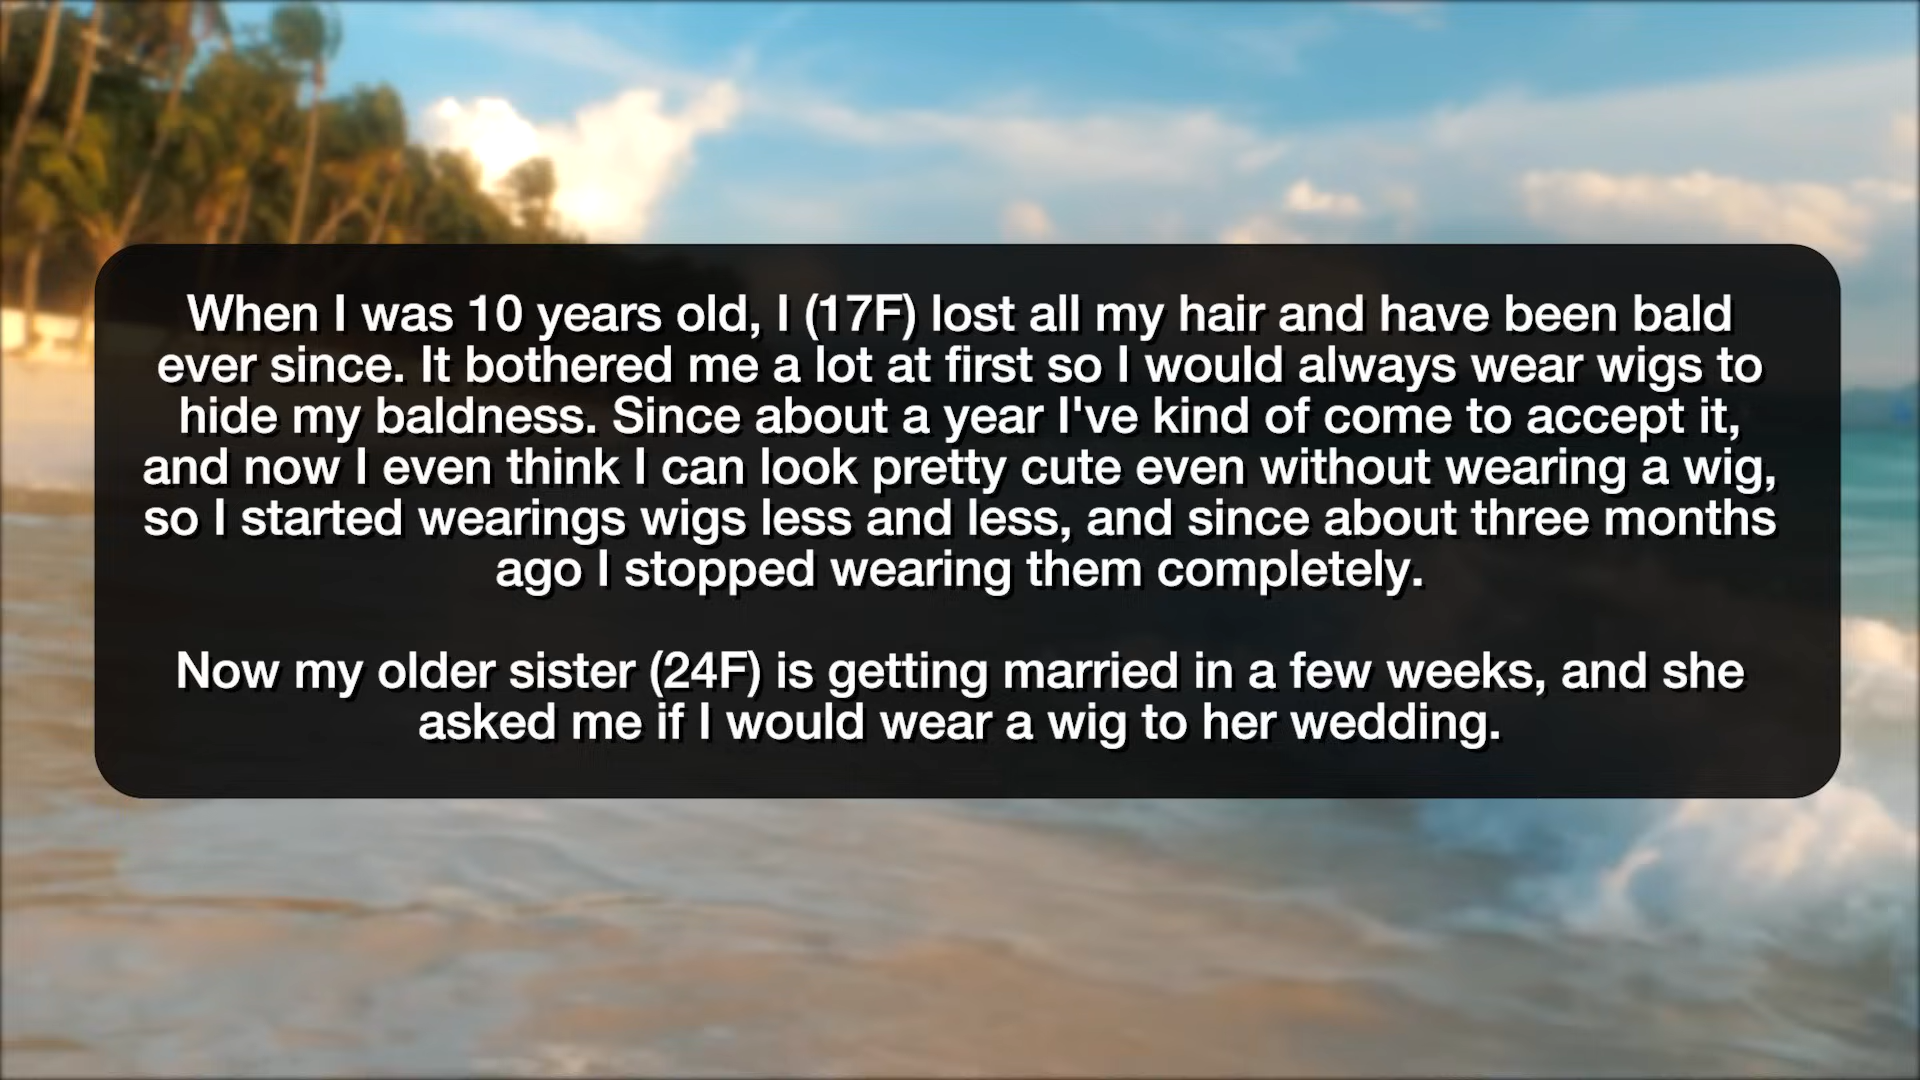 When I was 10 years old, I (17F) lost all my hair and have been bald
ever since. It bothered me a lot at first so I would always wear wigs to
hide my baldness. Since about a year I've kind of come to accept it,
and now I even think I can look pretty cute even without wearing a wig,
so I started wearings wigs less and less, and since about three months
ago I stopped wearing them completely.
Now my older sister (24F) is getting married in a few weeks, and she
asked me if I would wear a wig to her wedding.